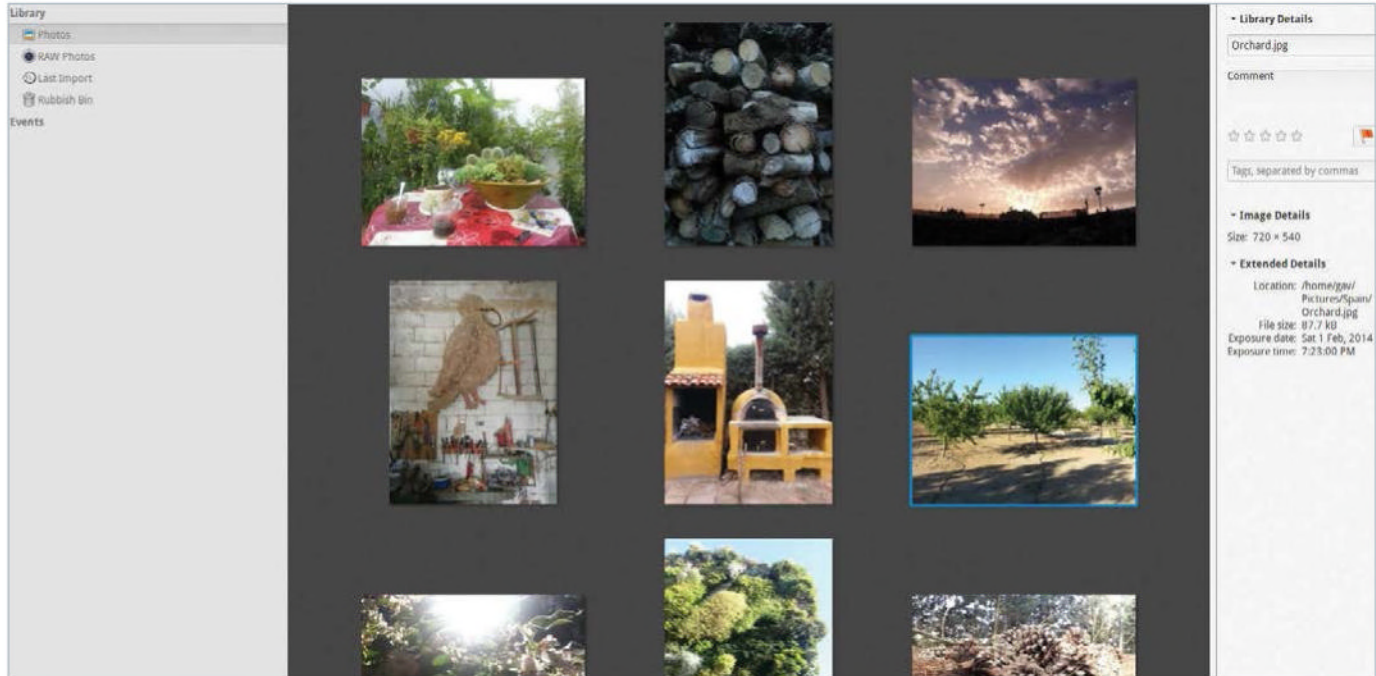 Library
Photos
RAW Photos
Last Import
Rubbish Bin
Events
Library Details
Orchard.jpg
Comment
Tags, separated by commas
Image Details
Size: 720 × 540
Extended Details
Location: /home/gav/
Pictures/Spain/
Orchard.jpg
File size: 87.7 kB
Exposure date: Sat 1 Feb, 2014
Exposure time: 7:23:00 PM